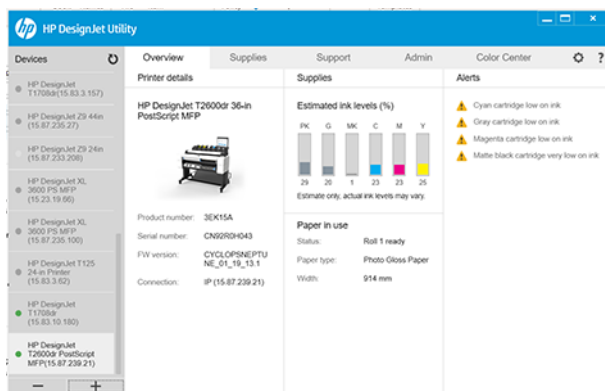 hp HP DesignJet Utility
Devices
Overview
Supplies
Support
Admin
Color Center
?
HP DesignJet
T1708dr(15.83.3.157)
HP DesignJet Z9 44in
(15.87.235.27)
HP DesignJet Z9 24in
(15.87.233.208)
HP DesignJet XL
3600 PS MFP
(15.23.19.66)
HP DesignJet XL
3600 PS MFP
(15.87.235.100)
HP DesignJet T125
24-in Printer
(15.83.3.62)
HP DesignJet
T1708dr
(15.83.10.180)
HP DesignJet
T2600dr PostScript
MFP(15.87.239.21)
Printer details
HP DesignJet T2600dr 36-in
PostScript MFP
Product number: 3EK15A
Serial number: CN92R0H043
FW version: CYCLOPSNEPTU
NE_01_19_13.1
Connection: IP (15.87.239.21)
Supplies
Estimated ink levels (%)
PK G MK C M Y
29 20 1 23 23 25
Estimate only, actual ink levels may vary.
Paper in use
Status: Roll 1 ready
Paper type: Photo Gloss Paper
Width: 914 mm
Alerts
Cyan cartridge low on ink
Gray cartridge low on ink
Magenta cartridge low on ink
Matte black cartridge very low on ink